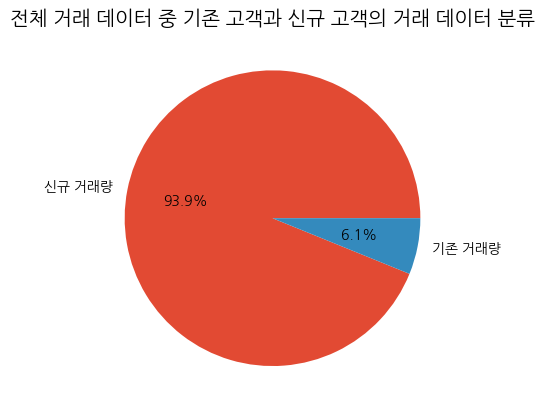 전체 거래 데이터 중 기존 고객과 신규 고객의 거래 데이터 분류
신규 거래량
93.9%
6.1%
기존 거래량